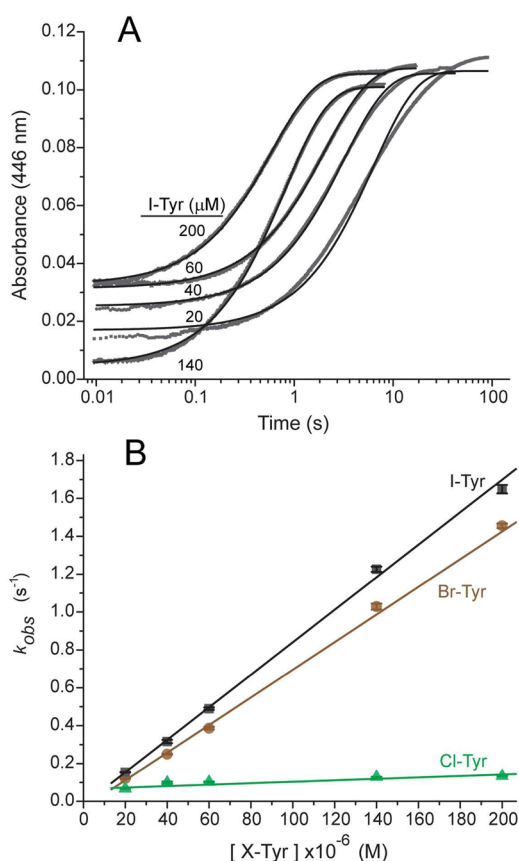 A
0.12
0.10
0.08
0.06
0.04
0.02
0.00
Absorbance (446 nm)
I-Tyr (μM)
200
60
40
20
140
0.01
0.1
1
10
100
Time (s)
B
1.8
1.6
1.4
1.2
1.0
0.8
0.6
0.4
0.2
0.0
kobs (s-1)
I-Tyr
Br-Tyr
Cl-Tyr
20 40 60 80 100 120 140 160 180 200
[ X-Tyr ] x10-6 (M)